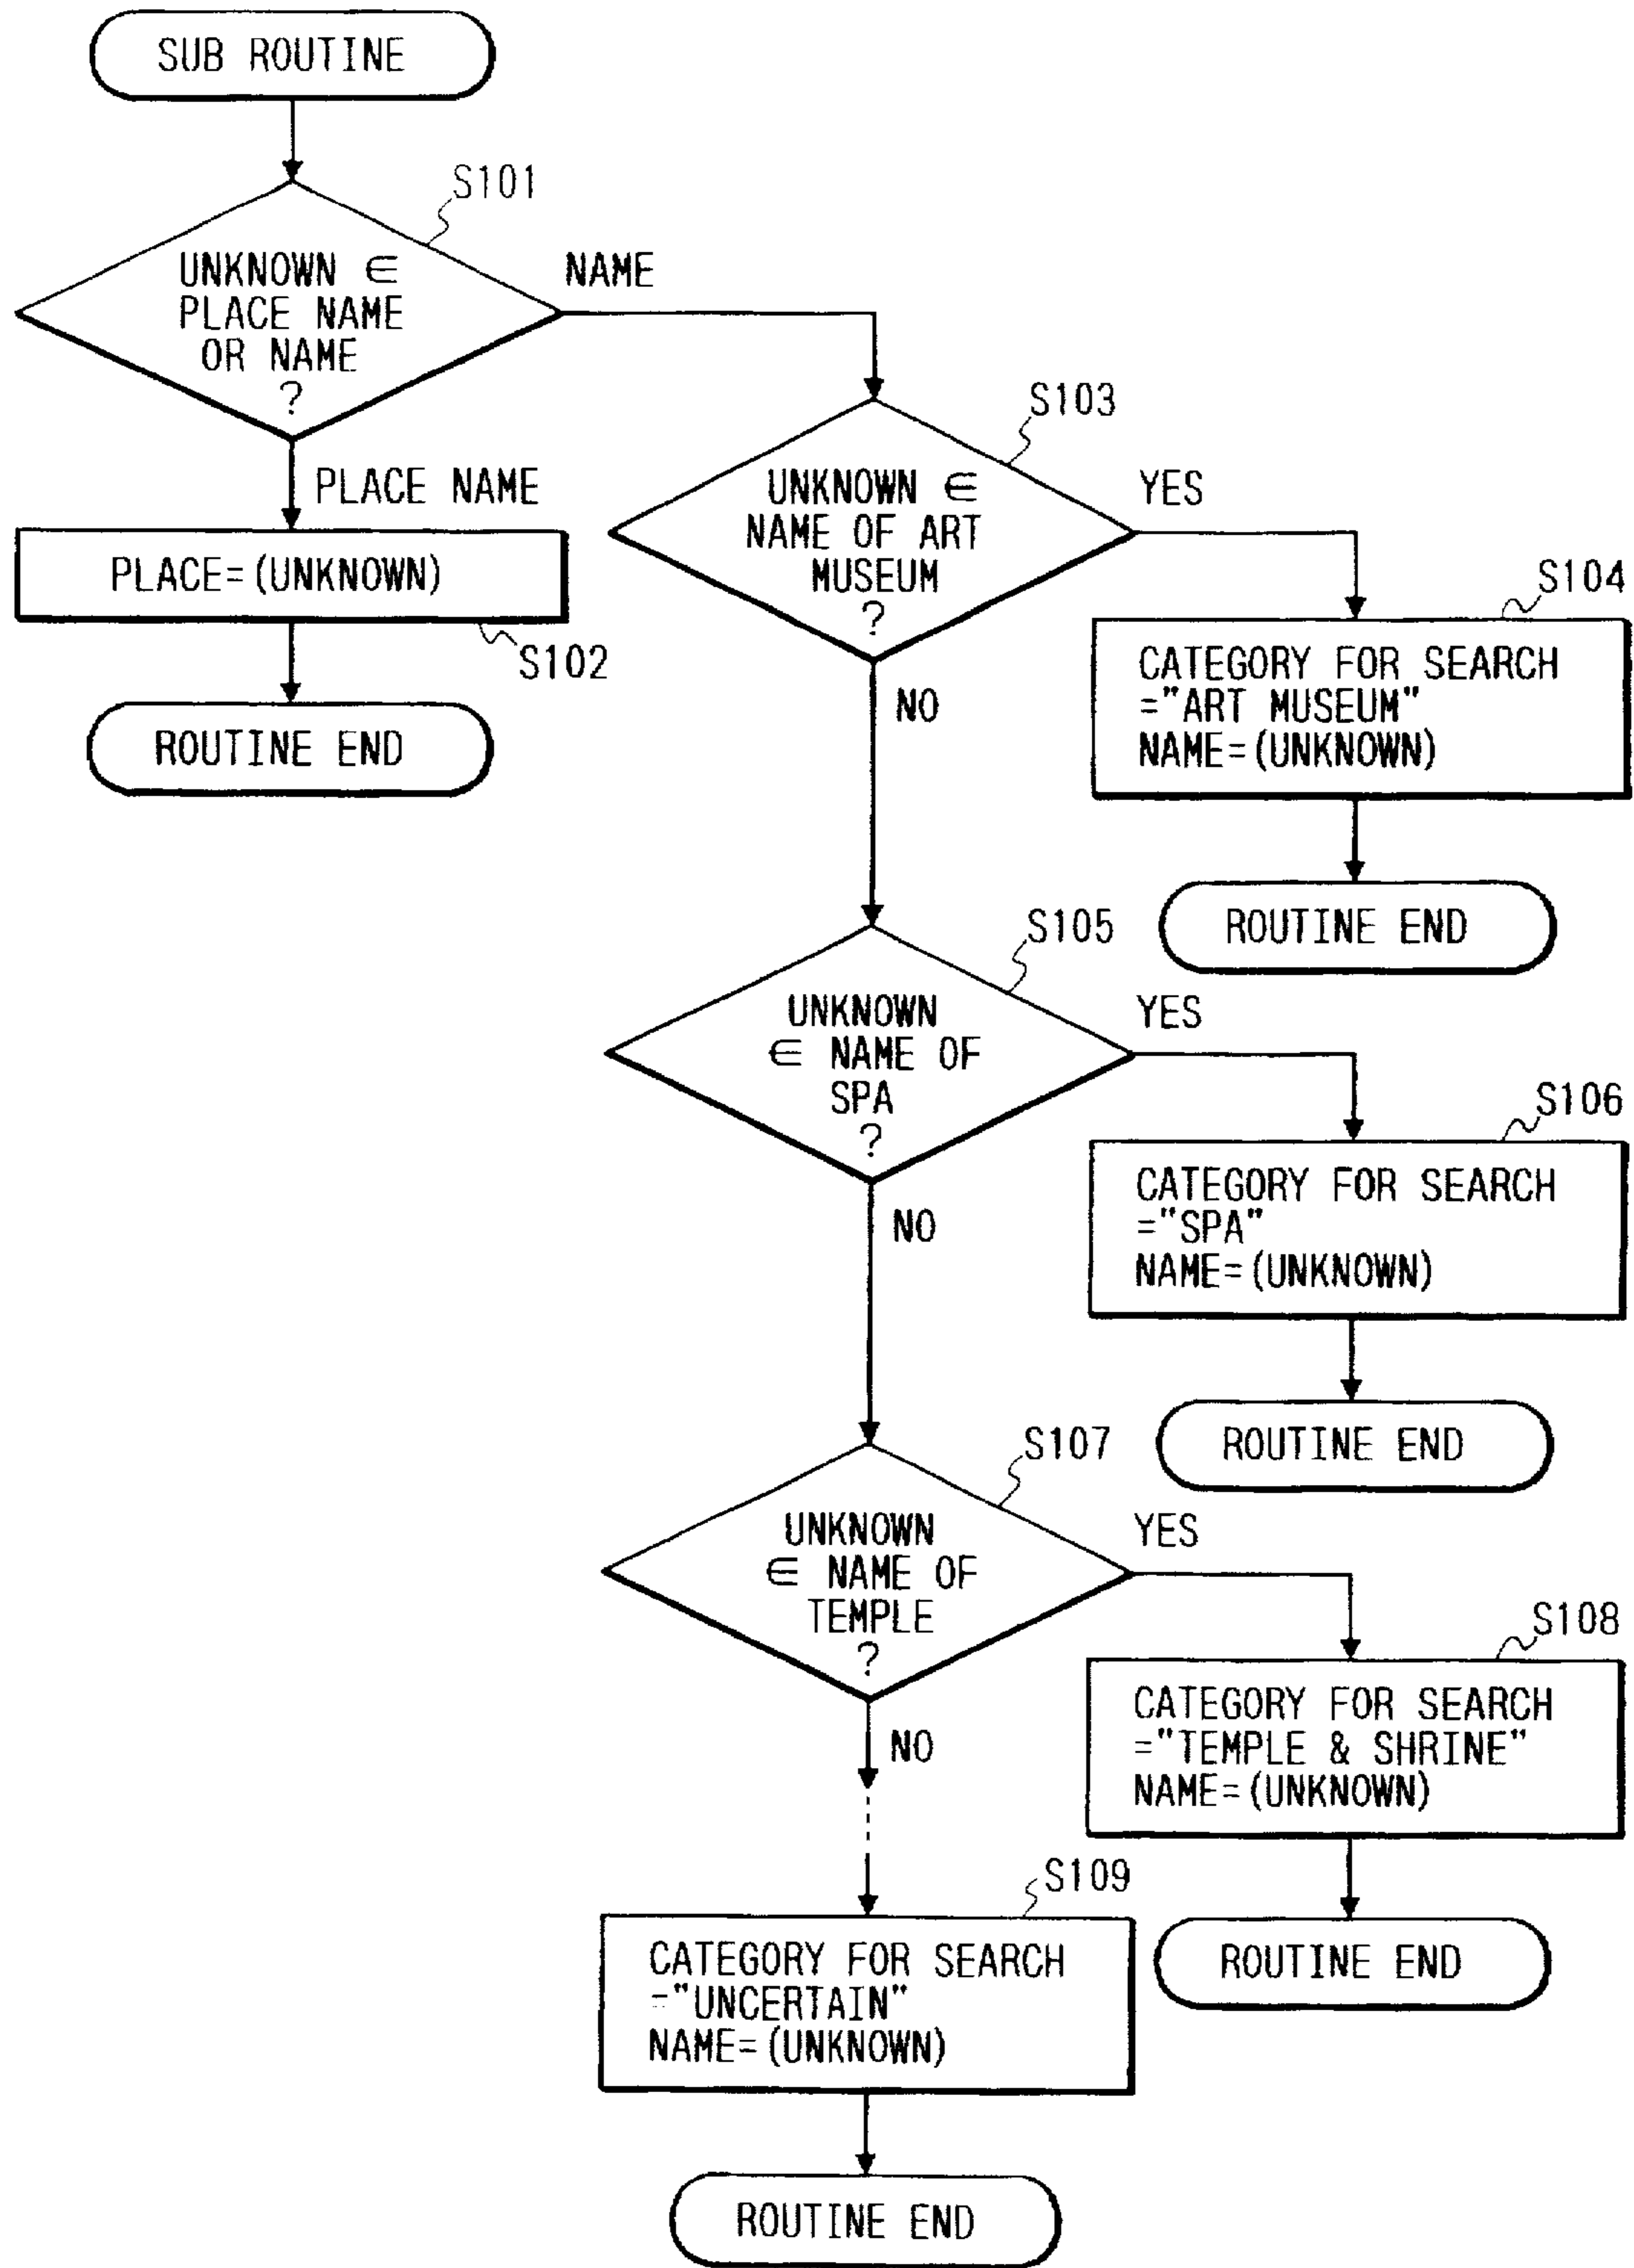 SUB ROUTINE
S101
UNKNOWN ∈
PLACE NAME
OR NAME
?
NAME
PLACE NAME
PLACE=(UNKNOWN)
S102
ROUTINE END
S103
UNKNOWN ∈
NAME OF ART
MUSEUM
?
YES
NO
S104
CATEGORY FOR SEARCH
="ART MUSEUM"
NAME=(UNKNOWN)
ROUTINE END
S105
UNKNOWN
∈ NAME OF
SPA
?
YES
NO
S106
CATEGORY FOR SEARCH
="SPA"
NAME=(UNKNOWN)
ROUTINE END
S107
UNKNOWN
∈ NAME OF
TEMPLE
?
YES
NO
S108
CATEGORY FOR SEARCH
="TEMPLE & SHRINE"
NAME=(UNKNOWN)
ROUTINE END
S109
CATEGORY FOR SEARCH
="UNCERTAIN"
NAME=(UNKNOWN)
ROUTINE END